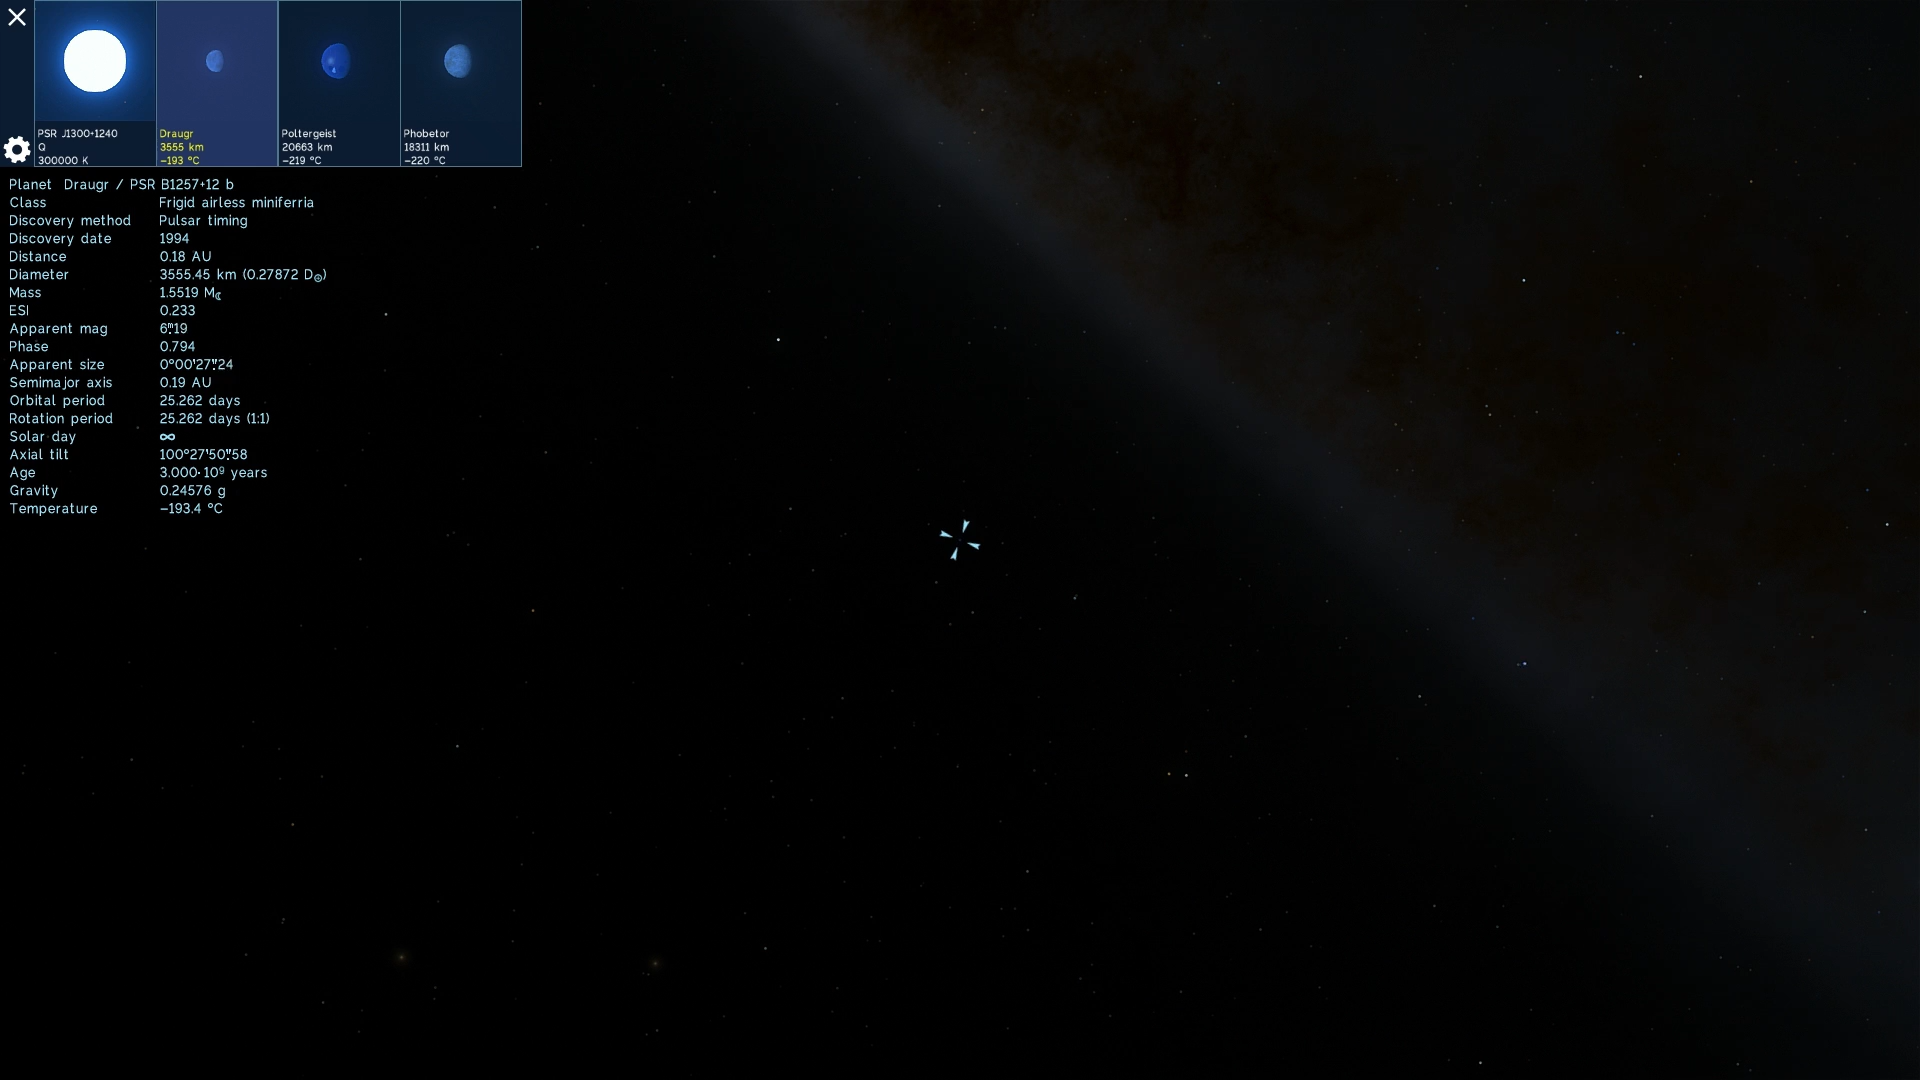 PSR J1300+1240
Q
300000 K
Draugr
3555 km
−193 °C
Poltergeist
20663 km
−219 °C
Phobetor
18311 km
−220 °C
Planet Draugr / PSR B1257+12 b
Class Frigid airless miniferria
Discovery method Pulsar timing
Discovery date 1994
Distance 0.18 AU
Diameter 3555.45 km (0.27872 D⊙)
Mass 1.5519 M☾
ESI 0.233
Apparent mag 6ᵐ.19
Phase 0.794
Apparent size 0°00'27".24
Semimajor axis 0.19 AU
Orbital period 25.262 days
Rotation period 25.262 days (1:1)
Solar day ∞
Axial tilt 100°27'50".58
Age 3.000·10⁹ years
Gravity 0.24576 g
Temperature −193.4 °C